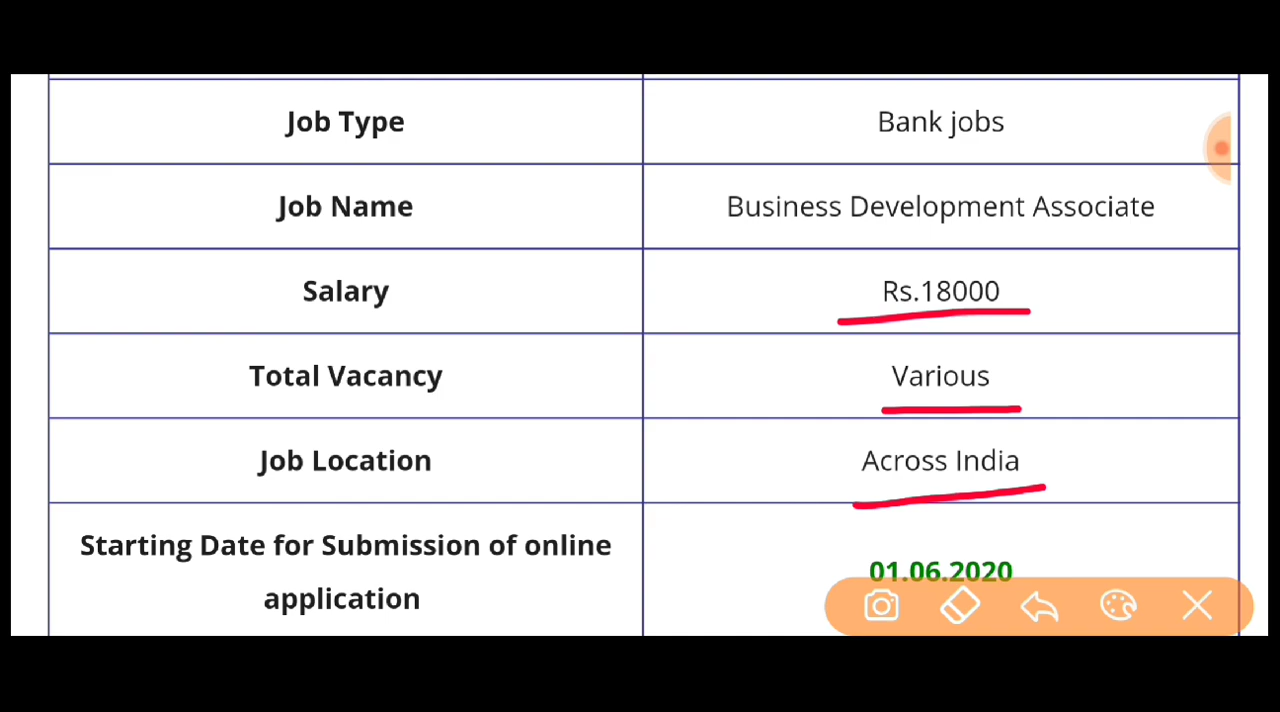 Job Type
Bank jobs
Job Name
Business Development Associate
Salary
Rs.18000
Total Vacancy
Various
Job Location
Across India
Starting Date for Submission of online
application
01.06.2020